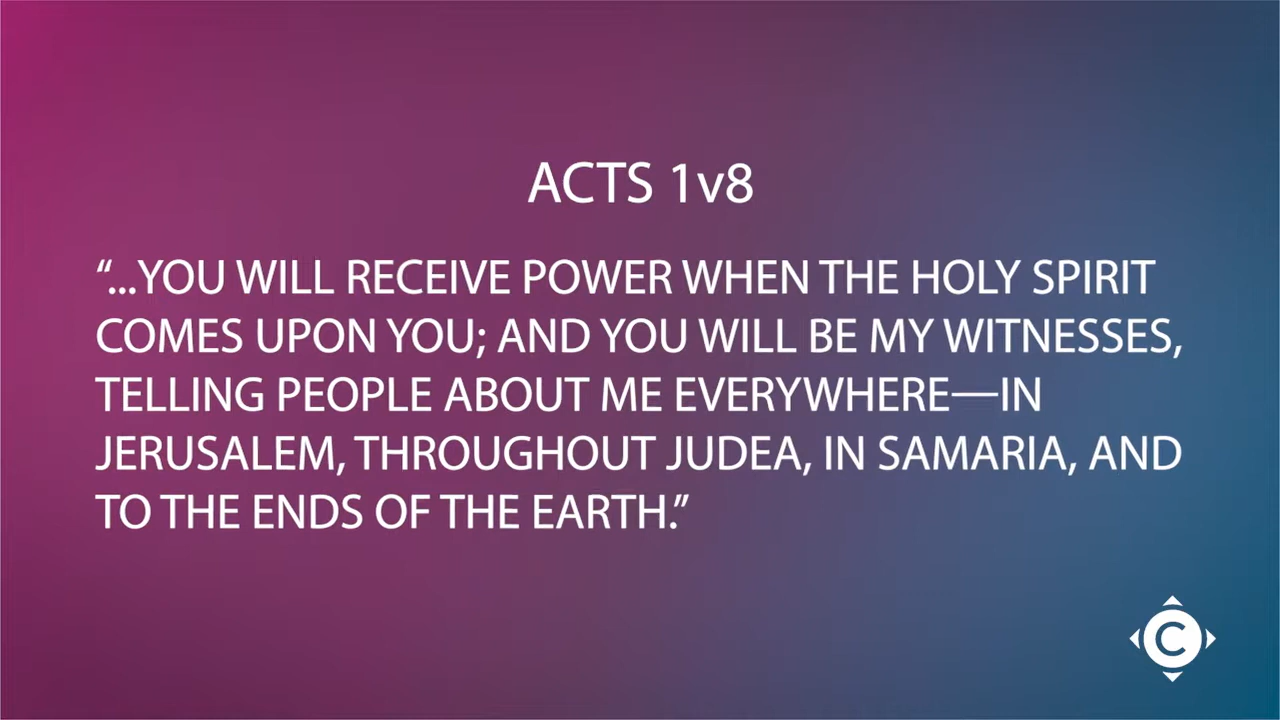 ACTS 1v8
“...YOU WILL RECEIVE POWER WHEN THE HOLY SPIRIT
COMES UPON YOU; AND YOU WILL BE MY WITNESSES,
TELLING PEOPLE ABOUT ME EVERYWHERE—IN
JERUSALEM, THROUGHOUT JUDEA, IN SAMARIA, AND
TO THE ENDS OF THE EARTH.”
C